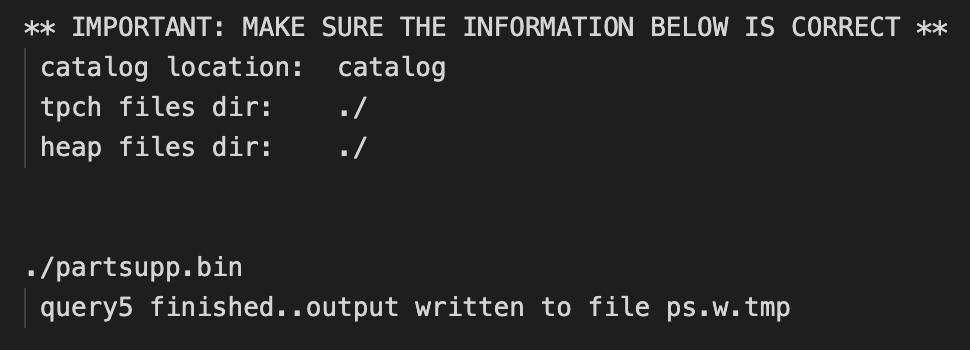 ** IMPORTANT: MAKE SURE THE INFORMATION BELOW IS CORRECT **
catalog location:  catalog
tpch files dir:    ./
heap files dir:    ./
./partsupp.bin
query5 finished..output written to file ps.w.tmp